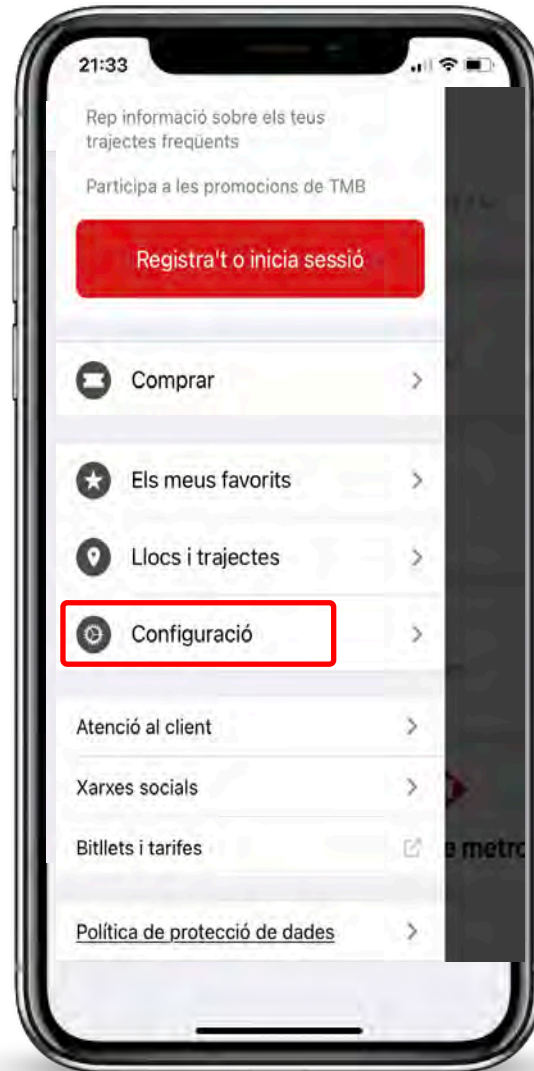 21:33
Rep informació sobre els teus
trajectes freqüents
Participa a les promocions de TMB
Registra't o inicia sessió
Comprar
Els meus favorits
Llocs i trajectes
Configuració
Atenció al client
Xarxes socials
Bitllets i tarifes
e metro
Política de protecció de dades